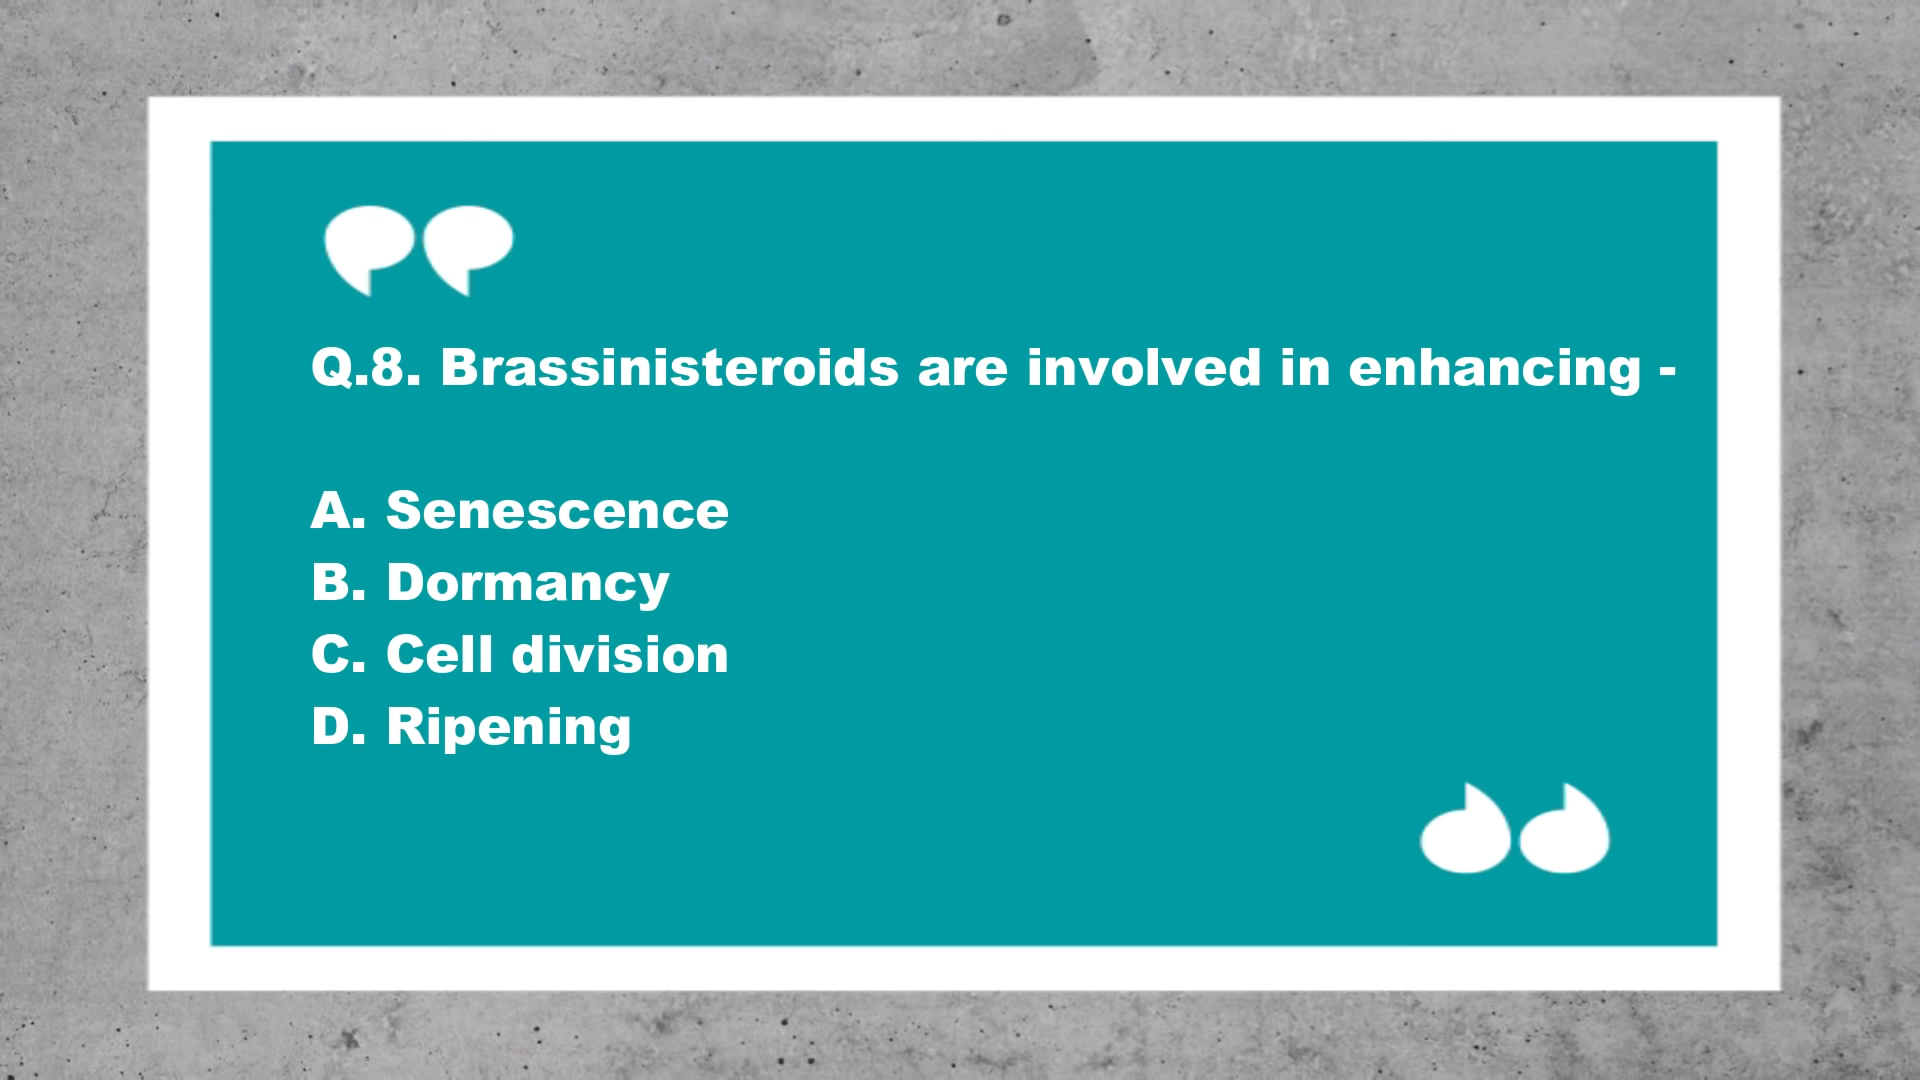 Q.8. Brassinisteroids are involved in enhancing -
A. Senescence
B. Dormancy
C. Cell division
D. Ripening